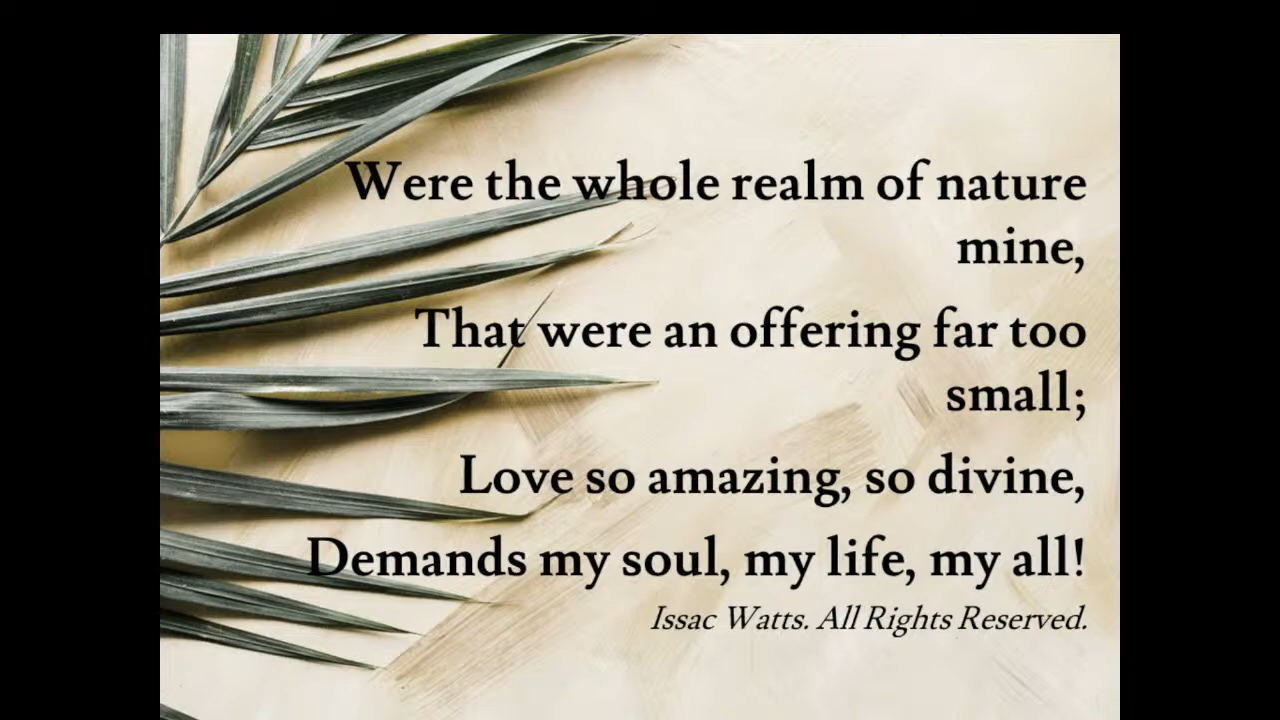 Were the whole realm of nature
mine,
That were an offering far too
small;
Love so amazing, so divine,
Demands my soul, my life, my all!
Issac Watts. All Rights Reserved.